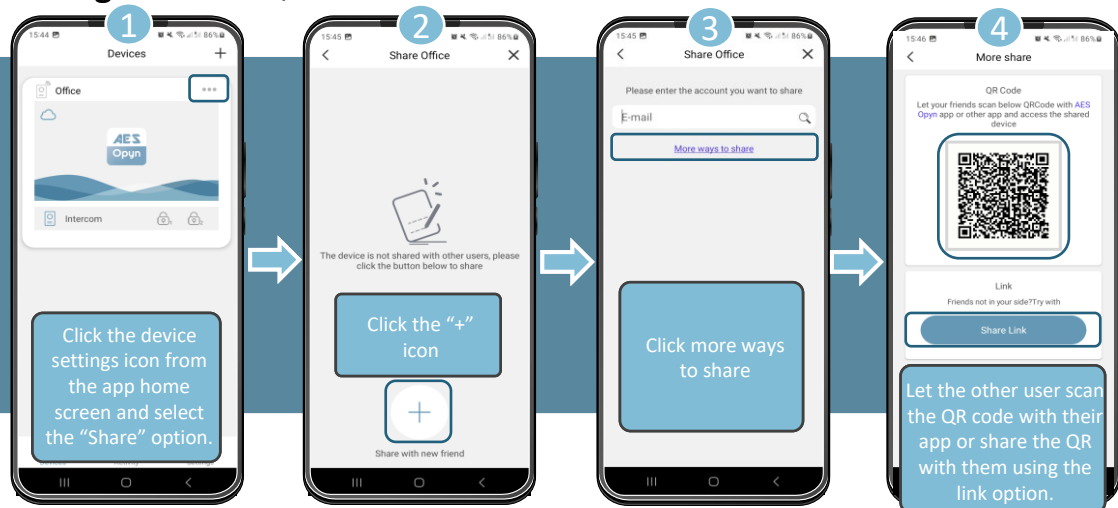 1
15:44 86%
Devices +
Office
AES
Opyn
Intercom
Click the device
settings icon from
the app home
screen and select
the “Share” option.
2
15:45 86%
Share Office
The device is not shared with other users, please
click the button below to share
Click the “+”
icon
Share with new friend
3
15:45 86%
Share Office
Please enter the account you want to share
E-mail
More ways to share
Click more ways
to share
4
15:46 86%
More share
QR Code
Let your friends scan below QRCode with AES
Opyn app or other app and access the shared
device
Link
Friends not in your side?Try with
Share Link
Let the other user scan
the QR code with their
app or share the QR
with them using the
link option.